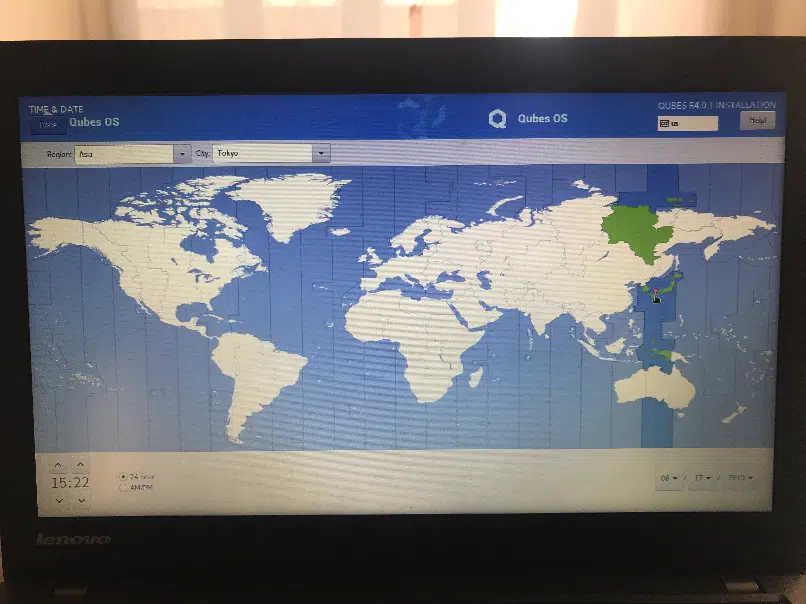 TIME & DATE
Done
Qubes OS
Qubes OS
QUBES R4.0.1 INSTALLATION
us
Help!
Region: Asia
City: Tokyo
15:22
24-hour
AM/PM
08 / 17 /
lenovo